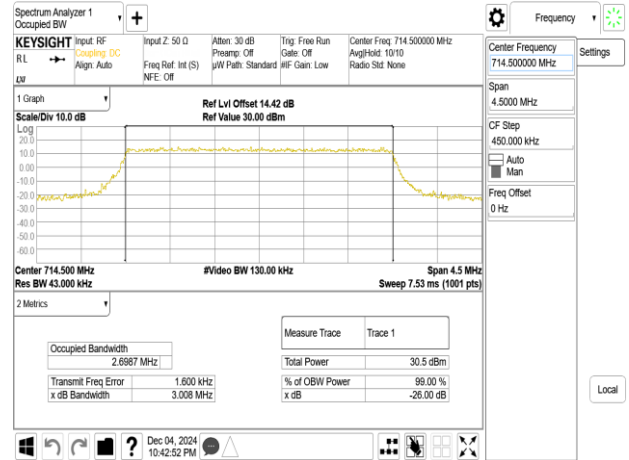 Spectrum Analyzer 1
Occupied BW
+
Frequency
KEYSIGHT
RL
LXI
Input: RF
Coupling: DC
Align: Auto
Input Z: 50 Ω
Freq Ref: Int (S)
NFE: Off
Atten: 30 dB
Preamp: Off
µW Path: Standard
Trig: Free Run
Gate: Off
#IF Gain: Low
Center Freq: 714.500000 MHz
Avg|Hold: 10/10
Radio Std: None
Center Frequency
714.500000 MHz
Settings
Span
4.5000 MHz
CF Step
450.000 kHz
Auto
Man
Freq Offset
0 Hz
1 Graph
Scale/Div 10.0 dB
Ref Lvl Offset 14.42 dB
Ref Value 30.00 dBm
Log
20.0
10.0
0.00
-10.0
-20.0
-30.0
-40.0
-50.0
-60.0
Center 714.500 MHz
Res BW 43.000 kHz
#Video BW 130.00 kHz
Span 4.5 MHz
Sweep 7.53 ms (1001 pts)
2 Metrics
Measure Trace Trace 1
Occupied Bandwidth
2.6987 MHz
Total Power 30.5 dBm
Transmit Freq Error 1.600 kHz
% of OBW Power 99.00 %
x dB Bandwidth 3.008 MHz
x dB -26.00 dB
Local
?
Dec 04, 2024
10:42:52 PM